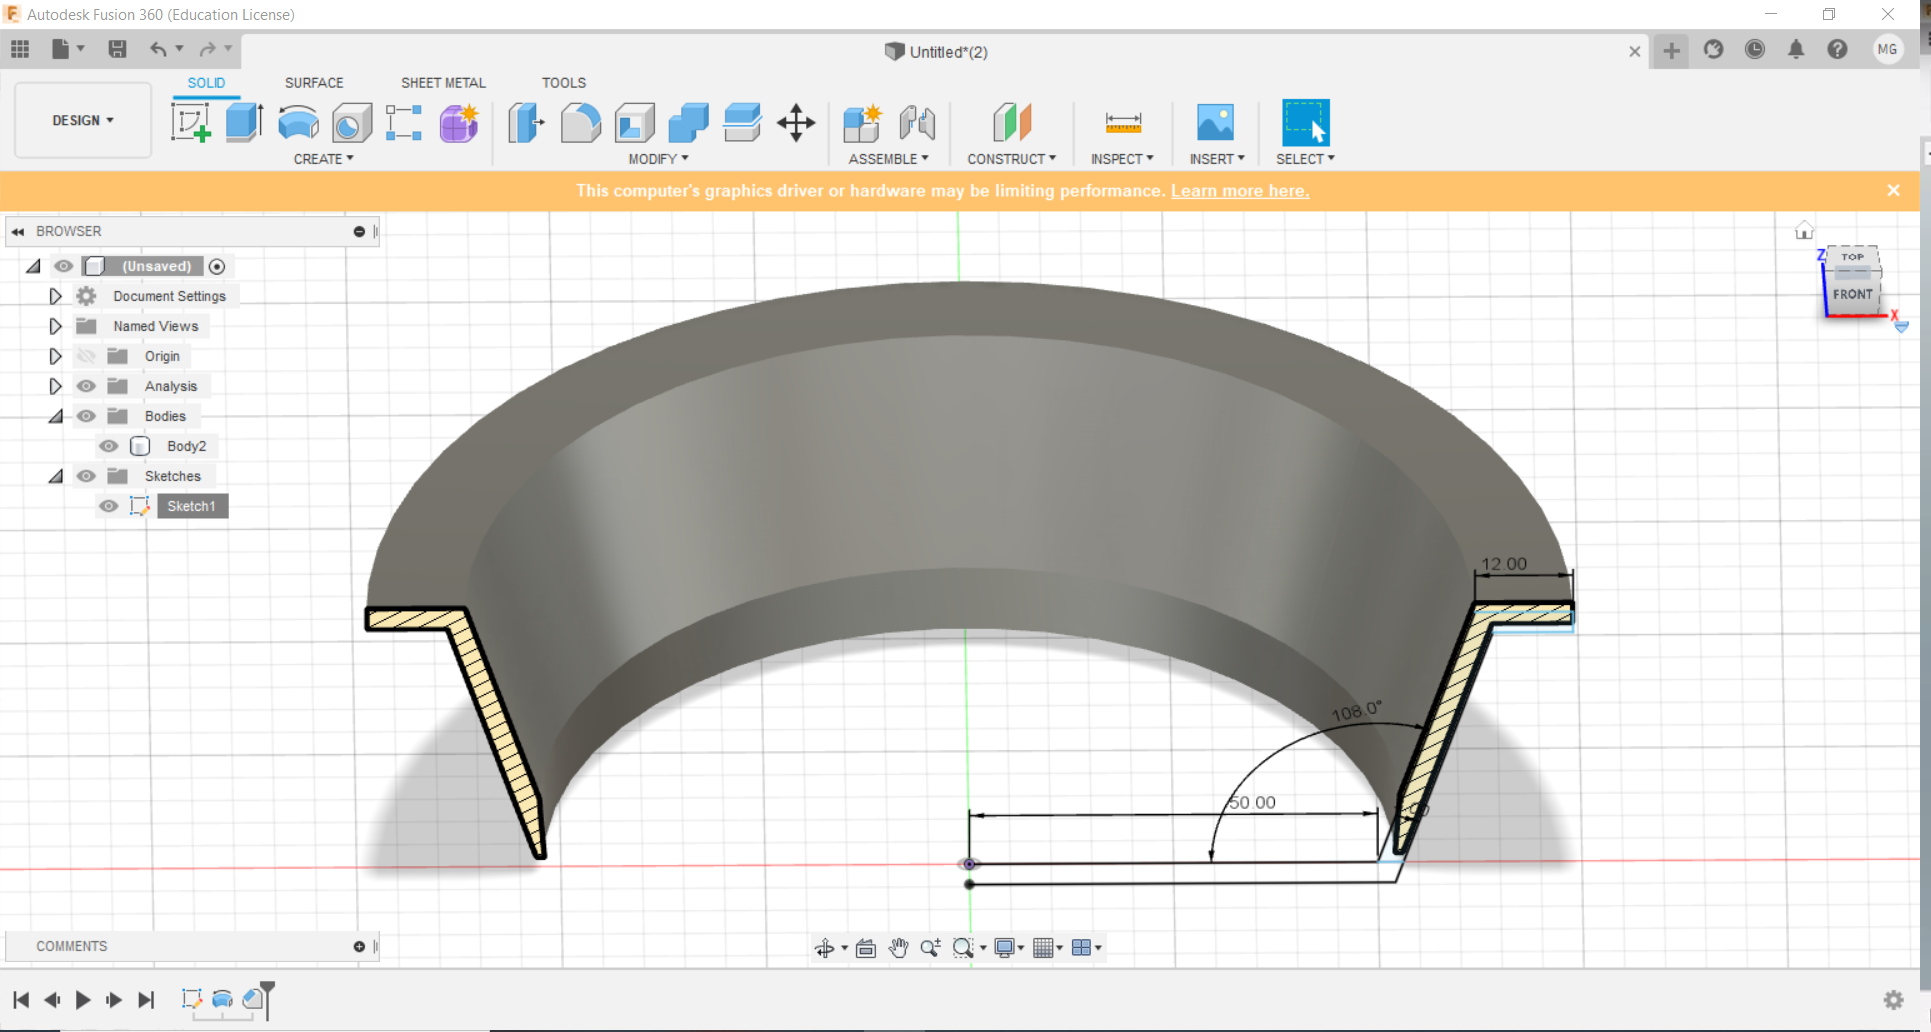 Autodesk Fusion 360 (Education License)
Untitled*(2)
MG
SOLID SURFACE SHEET METAL TOOLS
DESIGN
CREATE MODIFY ASSEMBLE CONSTRUCT INSPECT INSERT SELECT
This computer's graphics driver or hardware may be limiting performance. Learn more here.
BROWSER
(Unsaved)
Document Settings
Named Views
Origin
Analysis
Bodies
Body2
Sketches
Sketch1
Z
TOP
FRONT
X
12.00
108.0°
50.00
COMMENTS